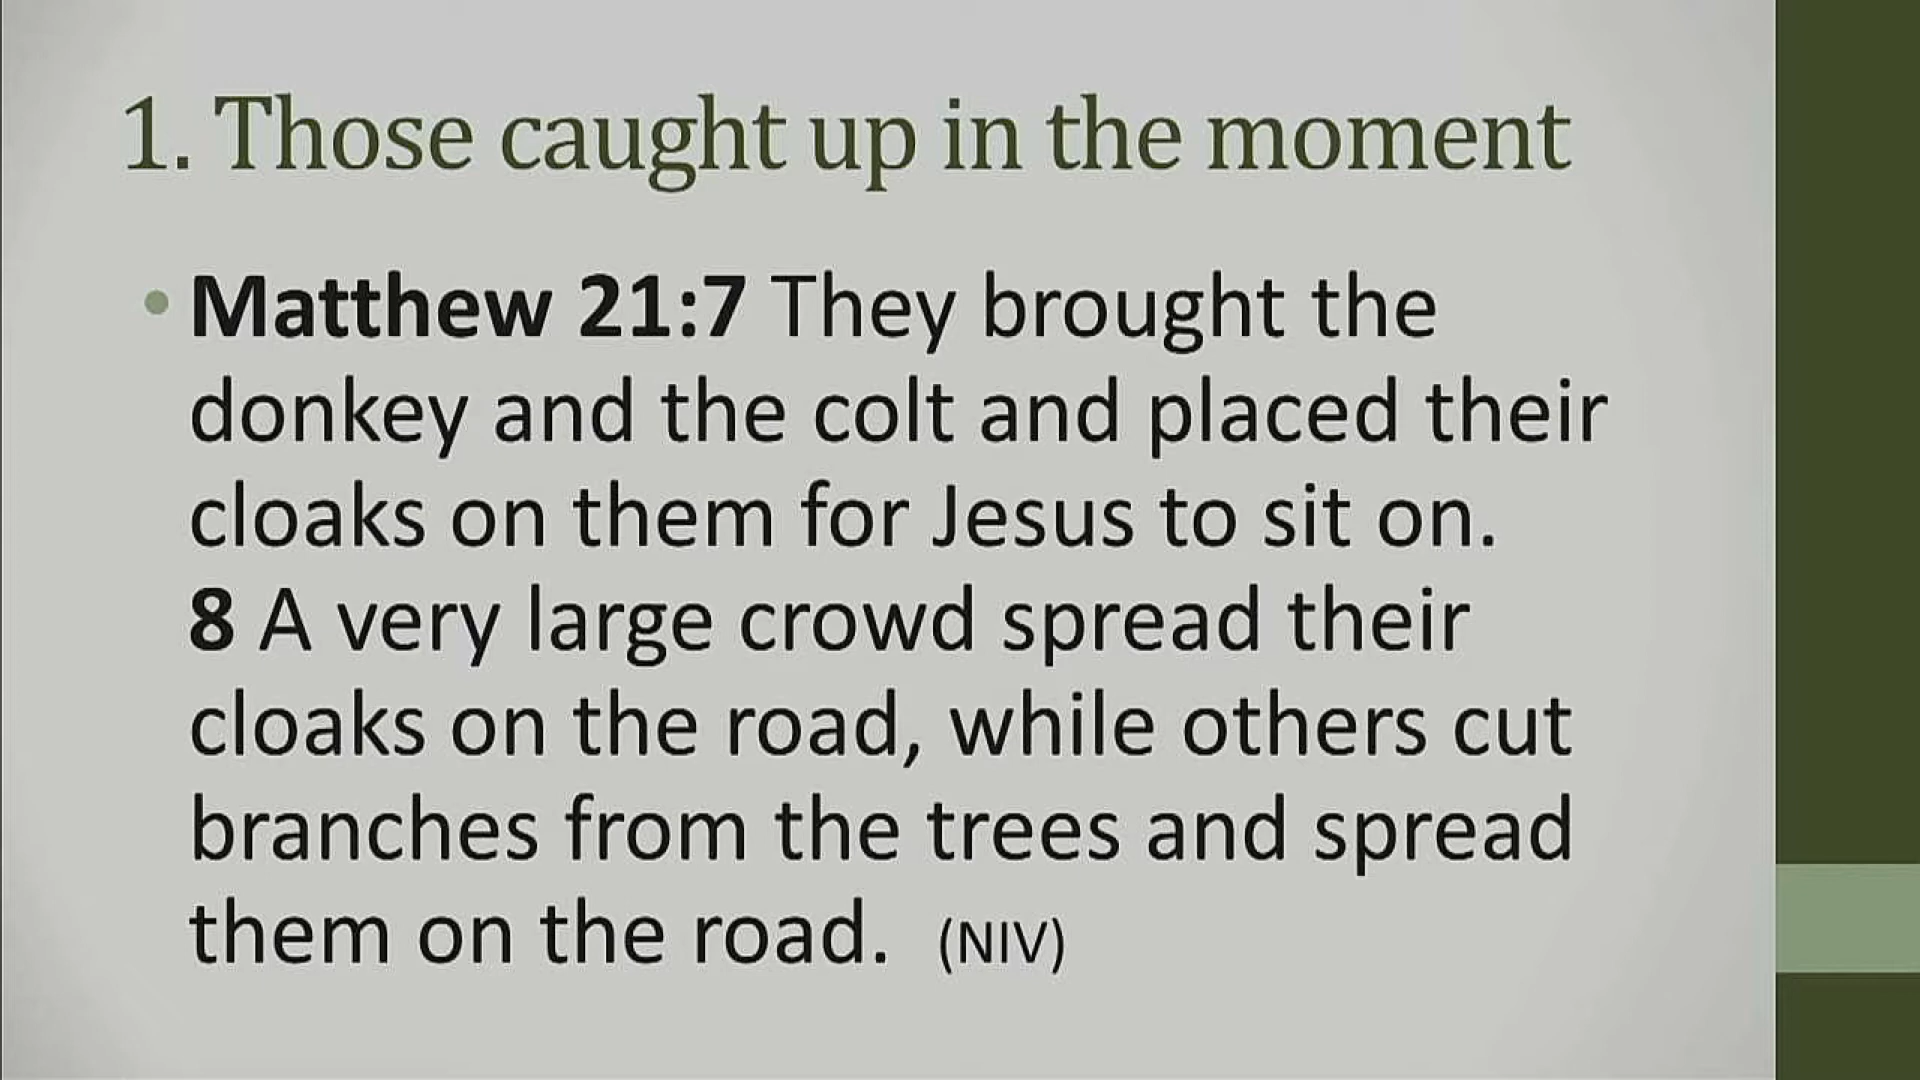 1. Those caught up in the moment
• Matthew 21:7 They brought the
donkey and the colt and placed their
cloaks on them for Jesus to sit on.
8 A very large crowd spread their
cloaks on the road, while others cut
branches from the trees and spread
them on the road. (NIV)